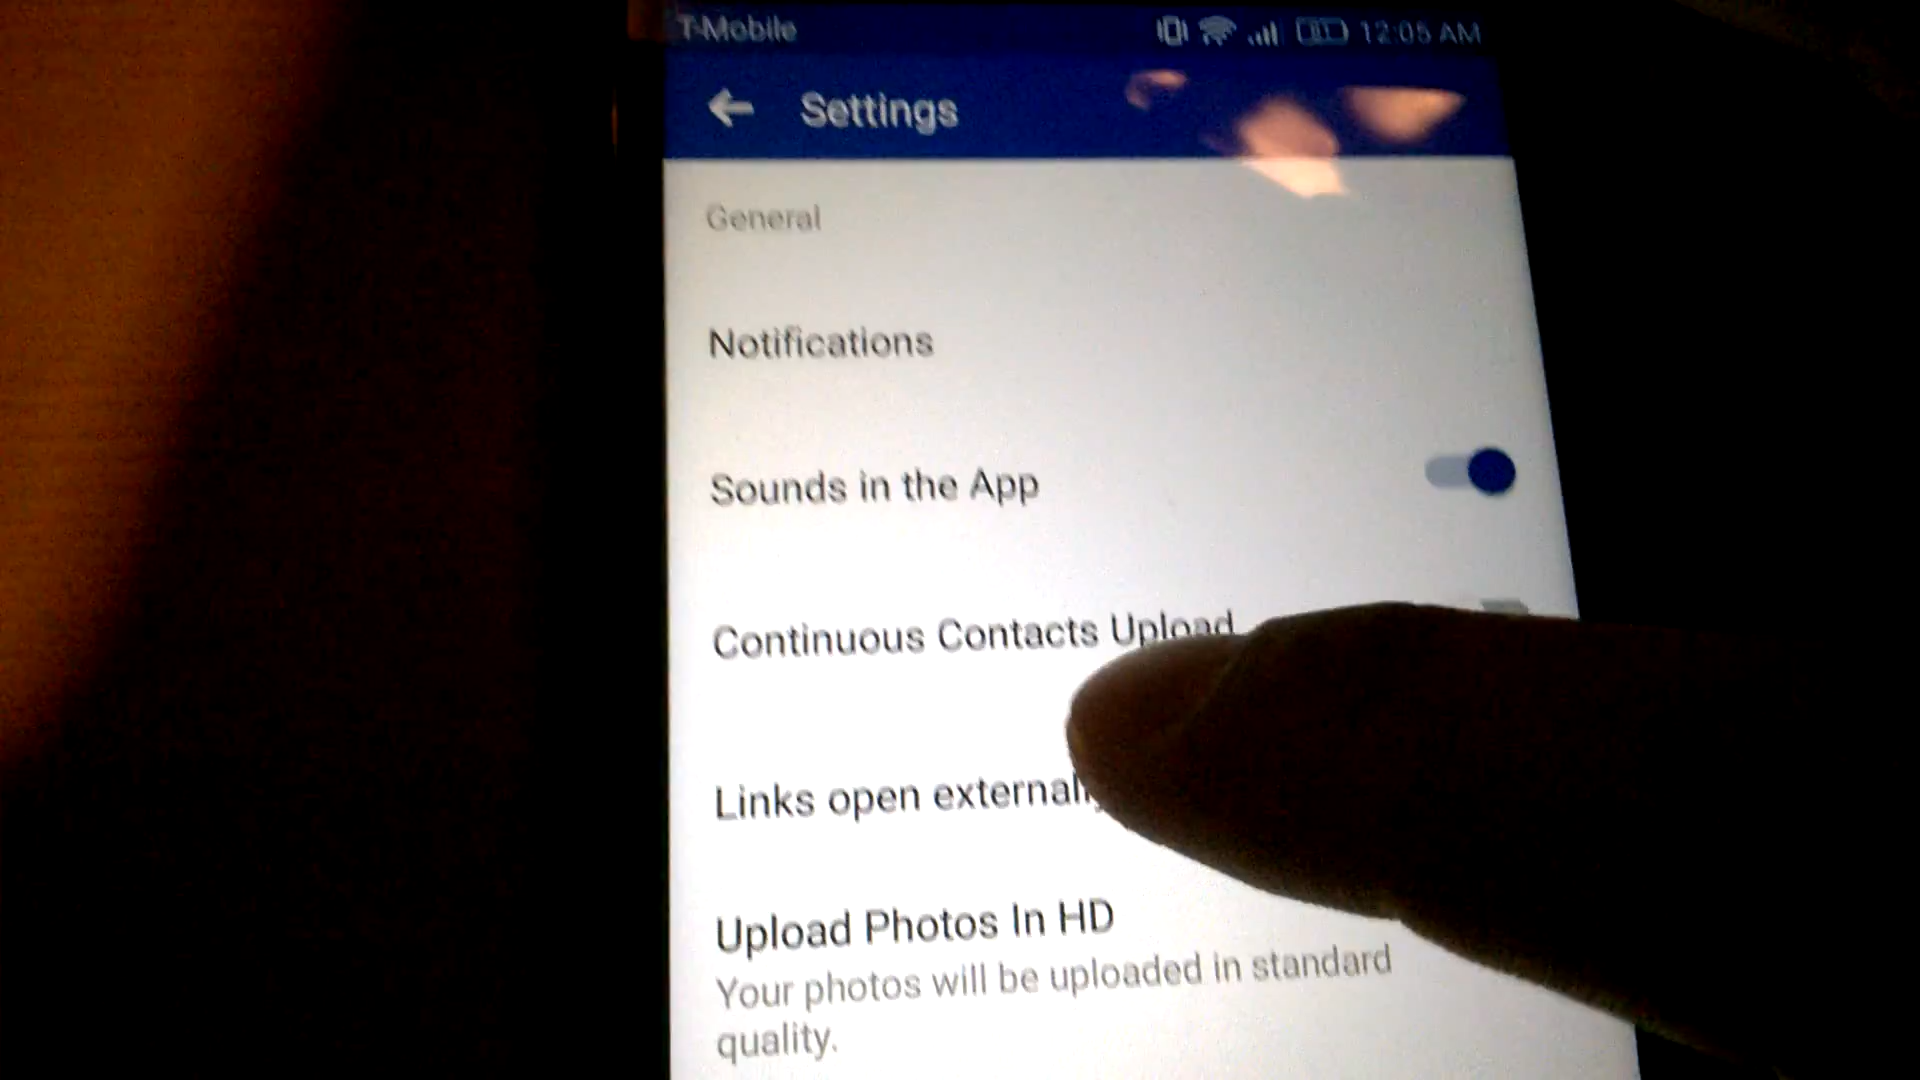 T-Mobile 12:05 AM
Settings
General
Notifications
Sounds in the App
Continuous Contacts Upload
Links open externally
Upload Photos In HD
Your photos will be uploaded in standard
quality.